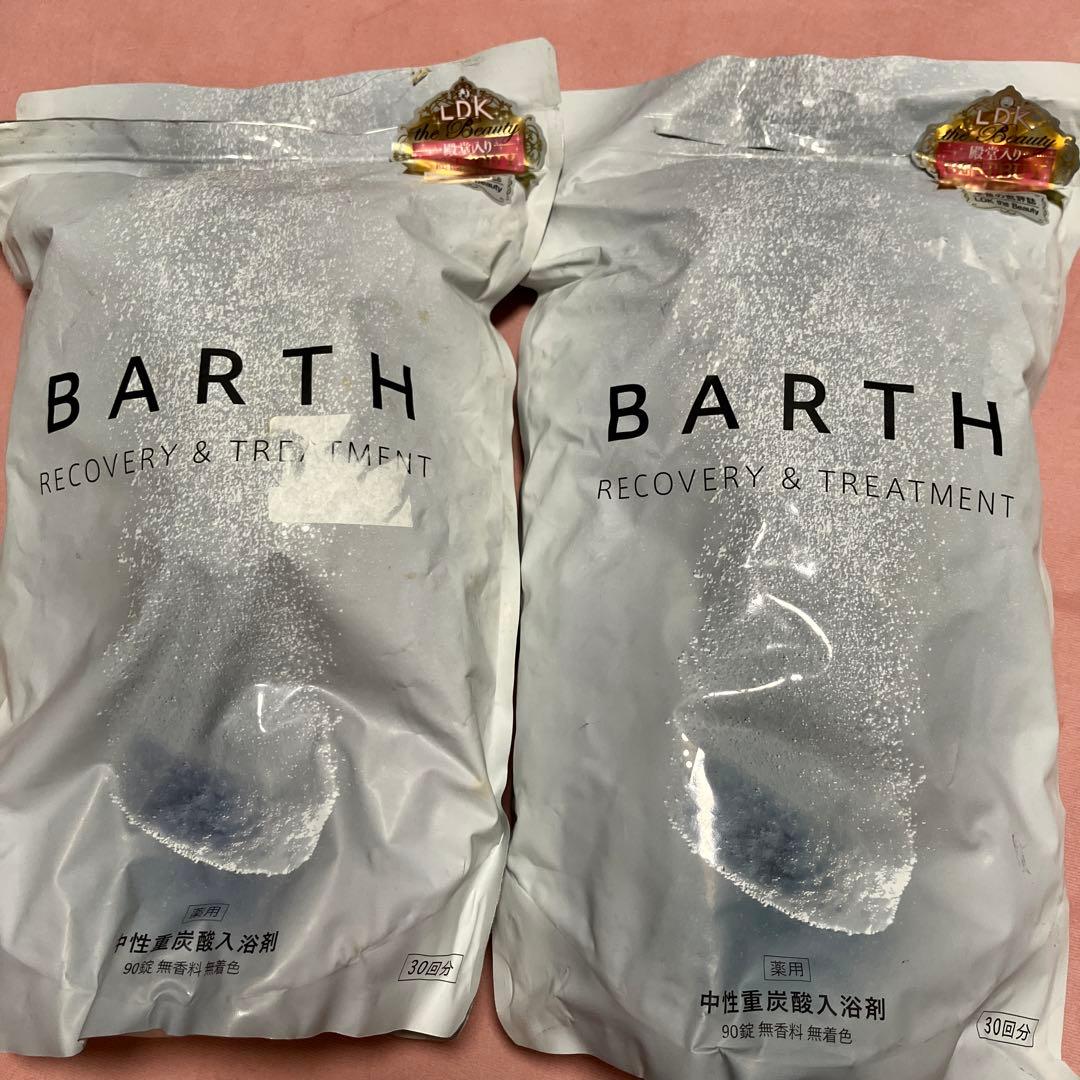 LDK
the Beauty
殿堂入り
BARTH
RECOVERY & TREATMENT
薬用
中性重炭酸入浴剤
90錠 無香料 無着色
30回分
LDK
the Beauty
殿堂入り
LDK the Beauty
BARTH
RECOVERY & TREATMENT
薬用
中性重炭酸入浴剤
90錠 無香料 無着色
30回分